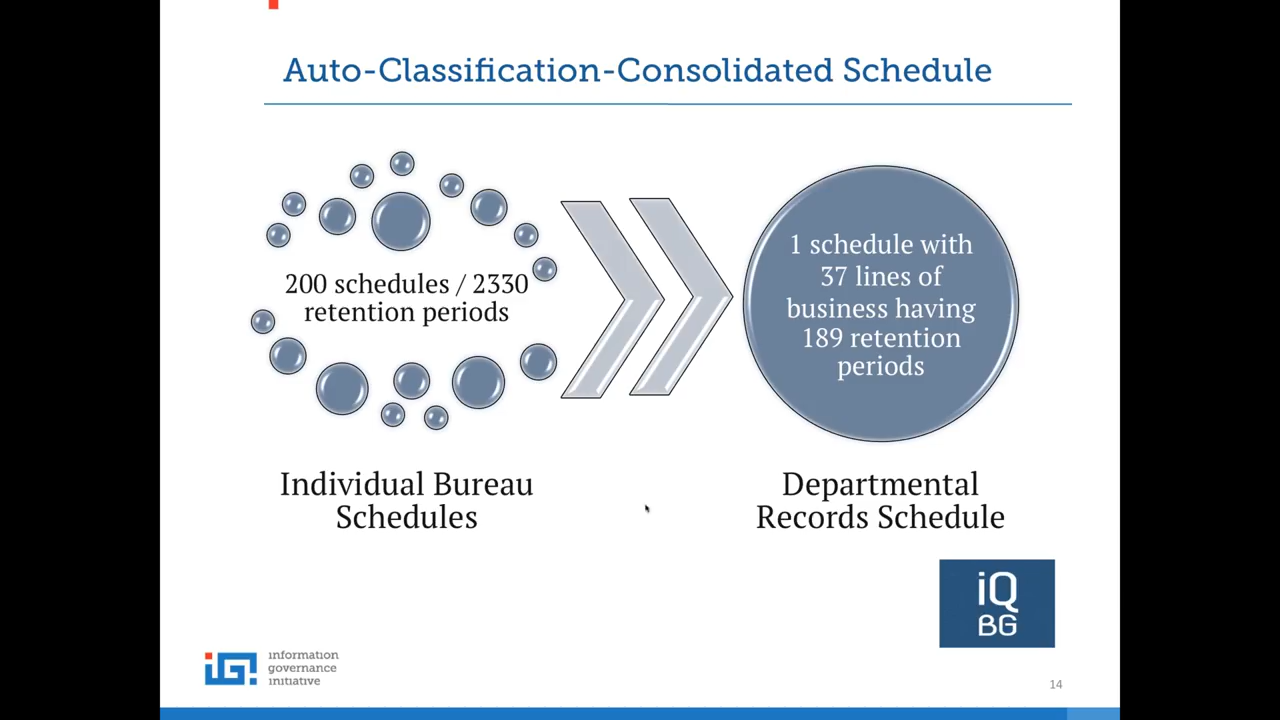 Auto-Classification-Consolidated Schedule
200 schedules / 2330
retention periods
1 schedule with
37 lines of
business having
189 retention
periods
Individual Bureau
Schedules
Departmental
Records Schedule
iQ
BG
iGi
information
governance
initiative
14